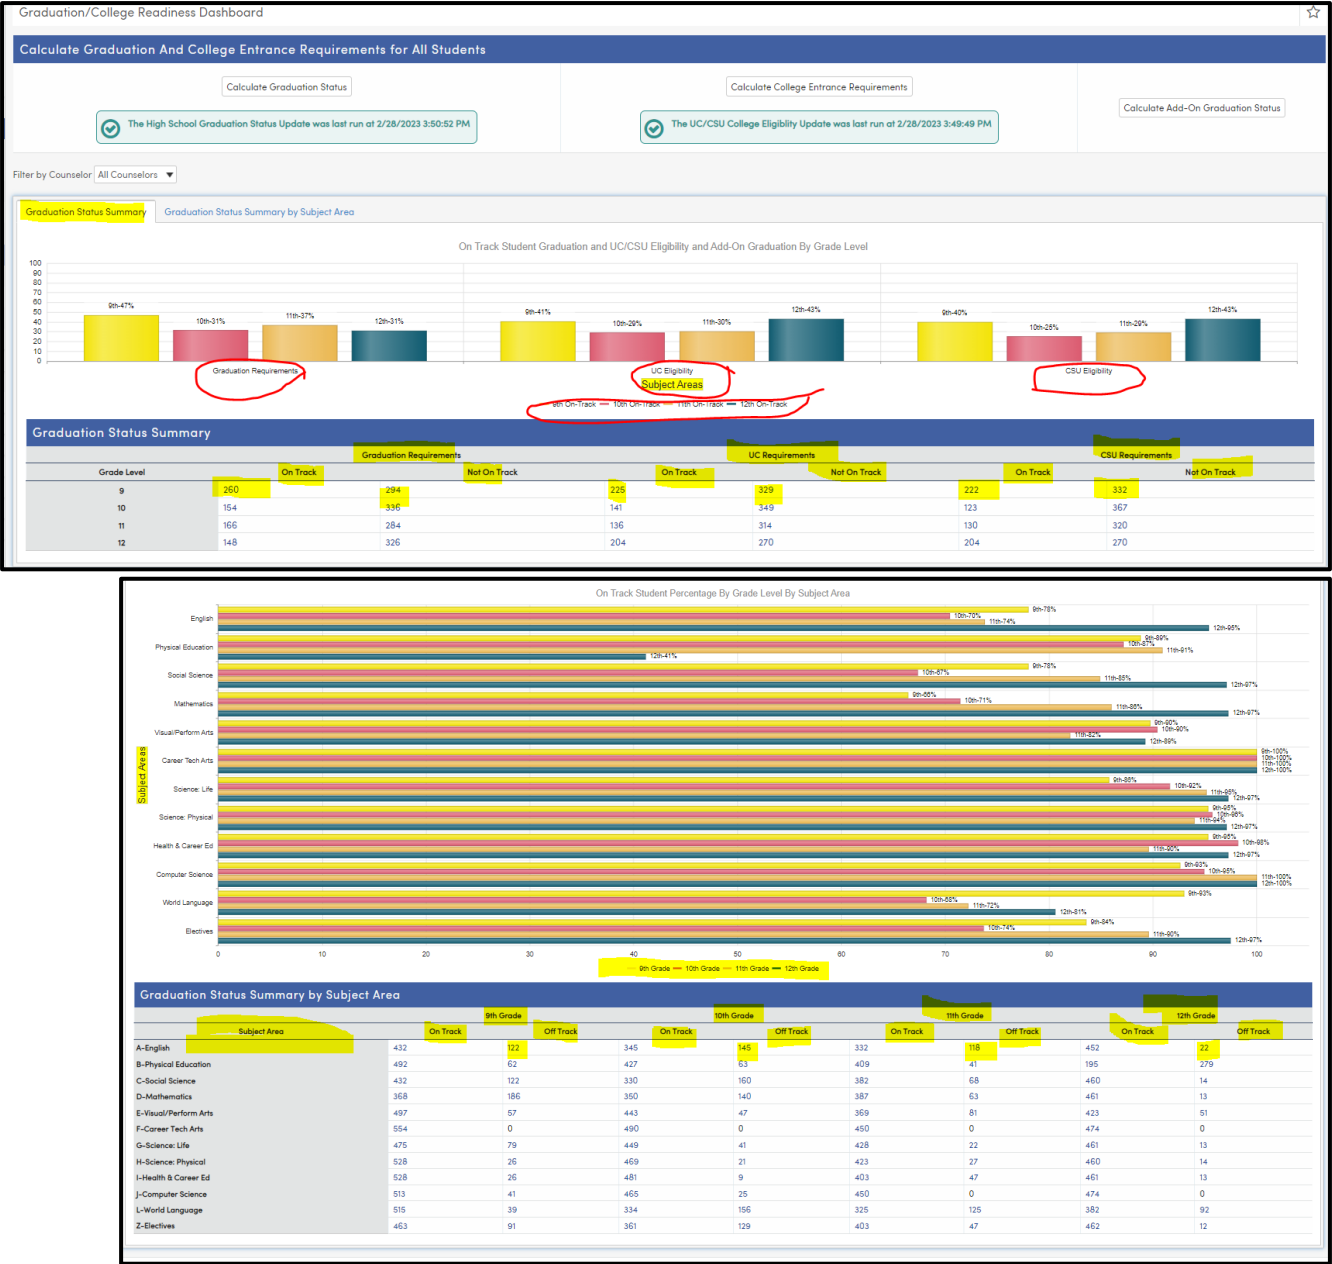 Graduation/College Readiness Dashboard
Calculate Graduation And College Entrance Requirements for All Students
Calculate Graduation Status
Calculate College Entrance Requirements
Calculate Add-On Graduation Status
The High School Graduation Status Update was last run at 2/28/2023 3:50:52 PM
The UC/CSU College Eligiblity Update was last run at 2/28/2023 3:49:49 PM
Filter by Counselor All Counselors
Graduation Status Summary Graduation Status Summary by Subject Area
On Track Student Graduation and UC/CSU Eligibility and Add-On Graduation By Grade Level
100
90
80
70
60
50
40
30
20
10
0
9th-47% 10th-31% 11th-37% 12th-31%
9th-41% 10th-29% 11th-30% 12th-43%
9th-40% 10th-25% 11th-29% 12th-43%
Graduation Requirements UC Eligibility CSU Eligibility
Subject Areas
9th On-Track 10th On-Track 11th On-Track 12th On-Track
Graduation Status Summary
Graduation Requirements UC Requirements CSU Requirements
Grade Level On Track Not On Track On Track Not On Track On Track Not On Track
9 260 294 225 329 222 332
10 154 336 141 349 123 367
11 166 284 136 314 130 320
12 148 326 204 270 204 270
On Track Student Percentage By Grade Level By Subject Area
Subject Areas
English 9th-78% 10th-70% 11th-74% 12th-95%
Physical Education 9th-89% 10th-87% 11th-91% 12th-41%
Social Science 9th-78% 10th-67% 11th-85% 12th-97%
Mathematics 9th-66% 10th-71% 11th-86% 12th-97%
Visual/Perform Arts 9th-90% 10th-90% 11th-82% 12th-89%
Career Tech Arts 9th-100% 10th-100% 11th-100% 12th-100%
Science: Life 9th-86% 10th-92% 11th-95% 12th-97%
Science: Physical 9th-95% 10th-96% 11th-94% 12th-97%
Health & Career Ed 9th-95% 10th-98% 11th-90% 12th-97%
Computer Science 9th-93% 10th-95% 11th-100% 12th-100%
World Language 9th-93% 10th-68% 11th-72% 12th-81%
Electives 9th-84% 10th-74% 11th-90% 12th-97%
0 10 20 30 40 50 60 70 80 90 100
9th Grade 10th Grade 11th Grade 12th Grade
Graduation Status Summary by Subject Area
9th Grade 10th Grade 11th Grade 12th Grade
Subject Area On Track Off Track On Track Off Track On Track Off Track On Track Off Track
A-English 432 122 345 145 332 118 452 22
B-Physical Education 492 62 427 63 409 41 195 279
C-Social Science 432 122 330 160 382 68 460 14
D-Mathematics 368 186 350 140 387 63 461 13
E-Visual/Perform Arts 497 57 443 47 369 81 423 51
F-Career Tech Arts 554 0 490 0 450 0 474 0
G-Science: Life 475 79 449 41 428 22 461 13
H-Science: Physical 528 26 469 21 423 27 460 14
I-Health & Career Ed 528 26 481 9 403 47 461 13
J-Computer Science 513 41 465 25 450 0 474 0
L-World Language 515 39 334 156 325 125 382 92
Z-Electives 463 91 361 129 403 47 462 12